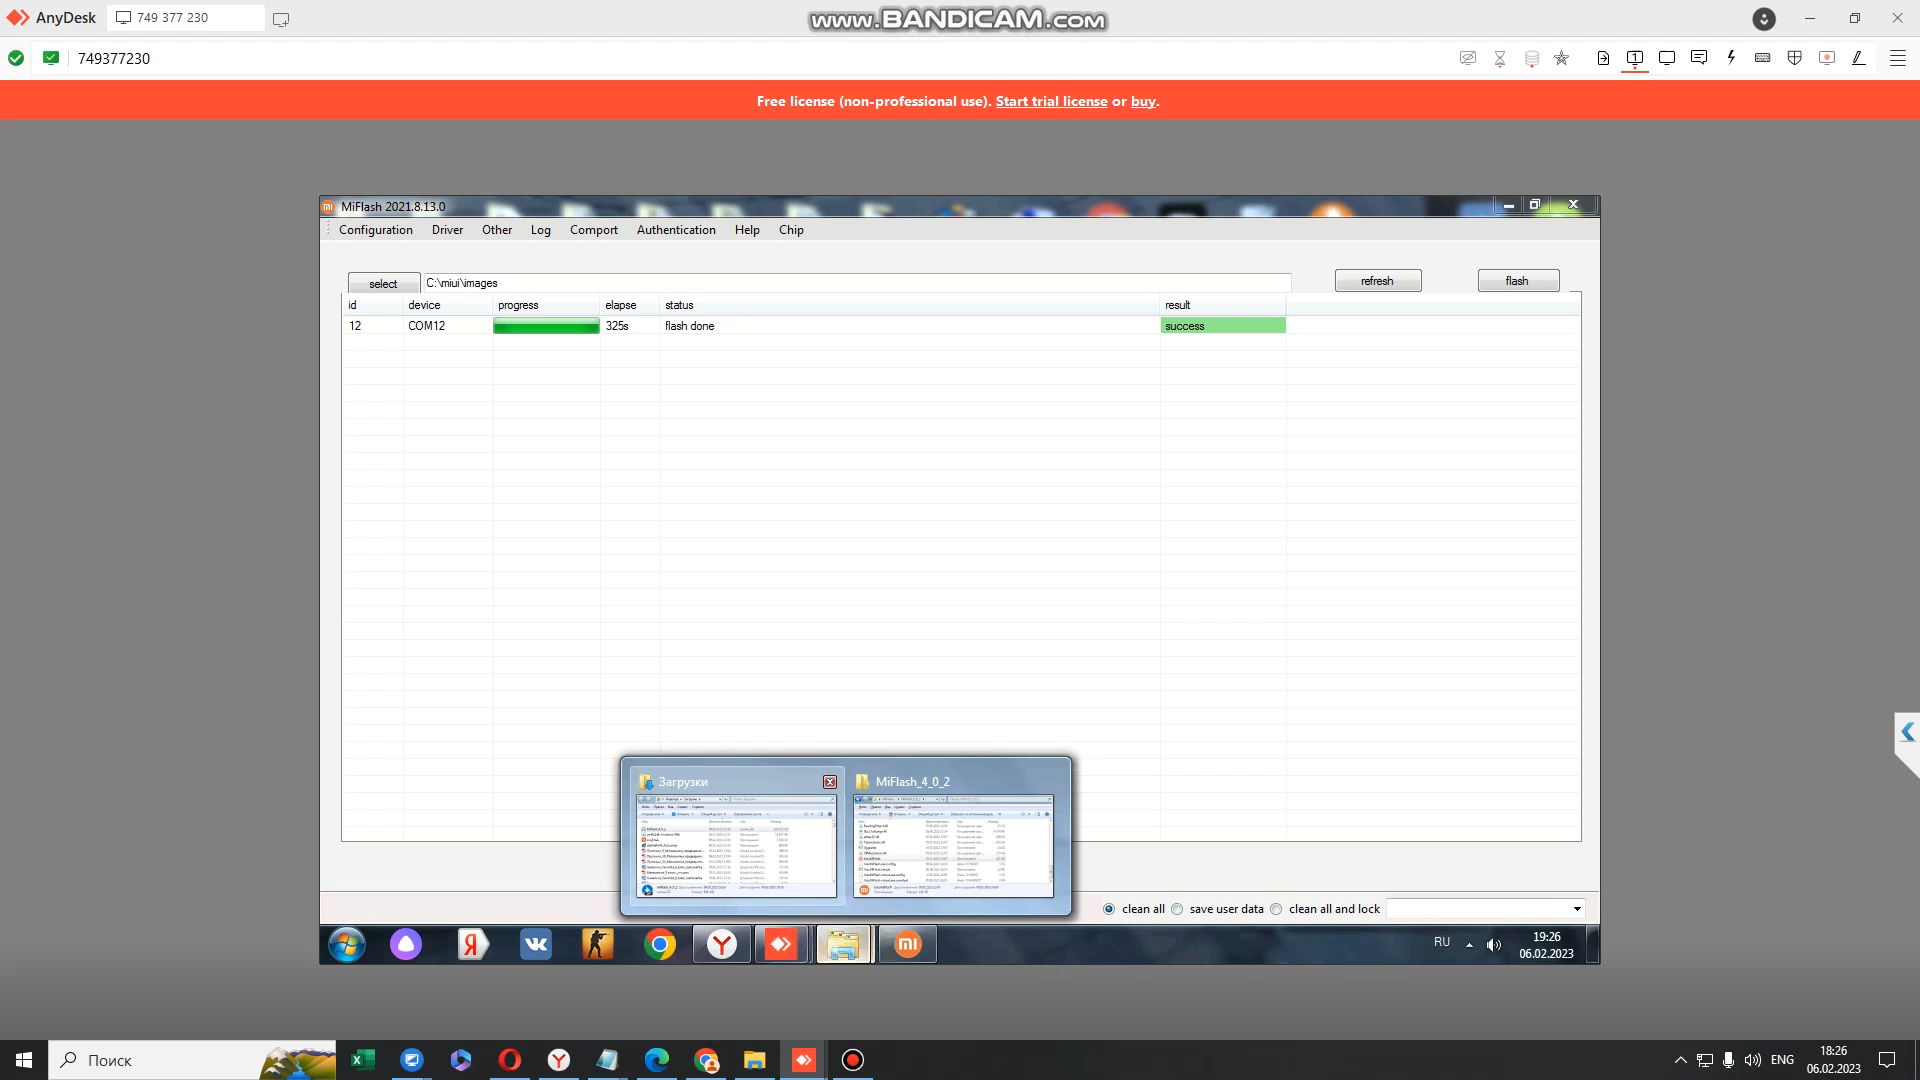 AnyDesk
749 377 230
www.BANDICAM.com
749377230
Free license (non-professional use). Start trial license or buy.
MiFlash 2021.8.13.0
Configuration Driver Other Log Comport Authentication Help Chip
select C:\miui\images refresh flash
id device progress elapse status result
12 COM12 325s flash done success
Загрузки MiFlash_4_0_2
clean all save user data clean all and lock
RU 19:26
06.02.2023
Поиск
ENG 18:26
06.02.2023